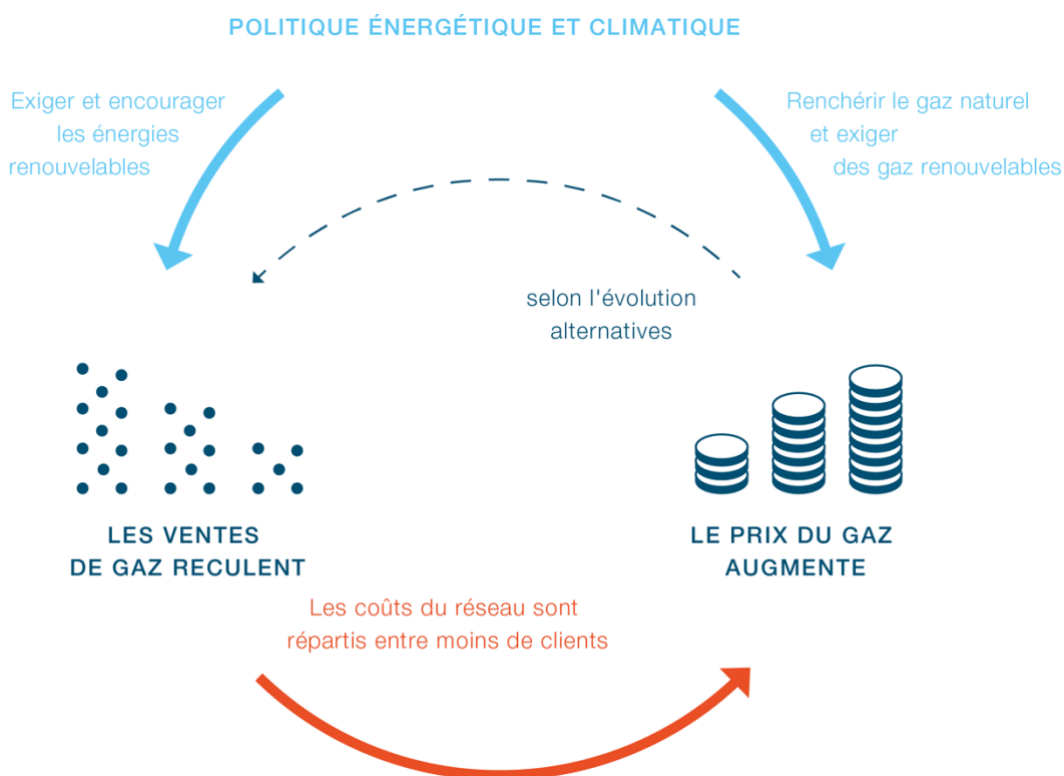 POLITIQUE ÉNERGÉTIQUE ET CLIMATIQUE
Exiger et encourager
les énergies
renouvelables
Renchérir le gaz naturel
et exiger
des gaz renouvelables
selon l'évolution
alternatives
LES VENTES
DE GAZ RECULENT
LE PRIX DU GAZ
AUGMENTE
Les coûts du réseau sont
répartis entre moins de clients